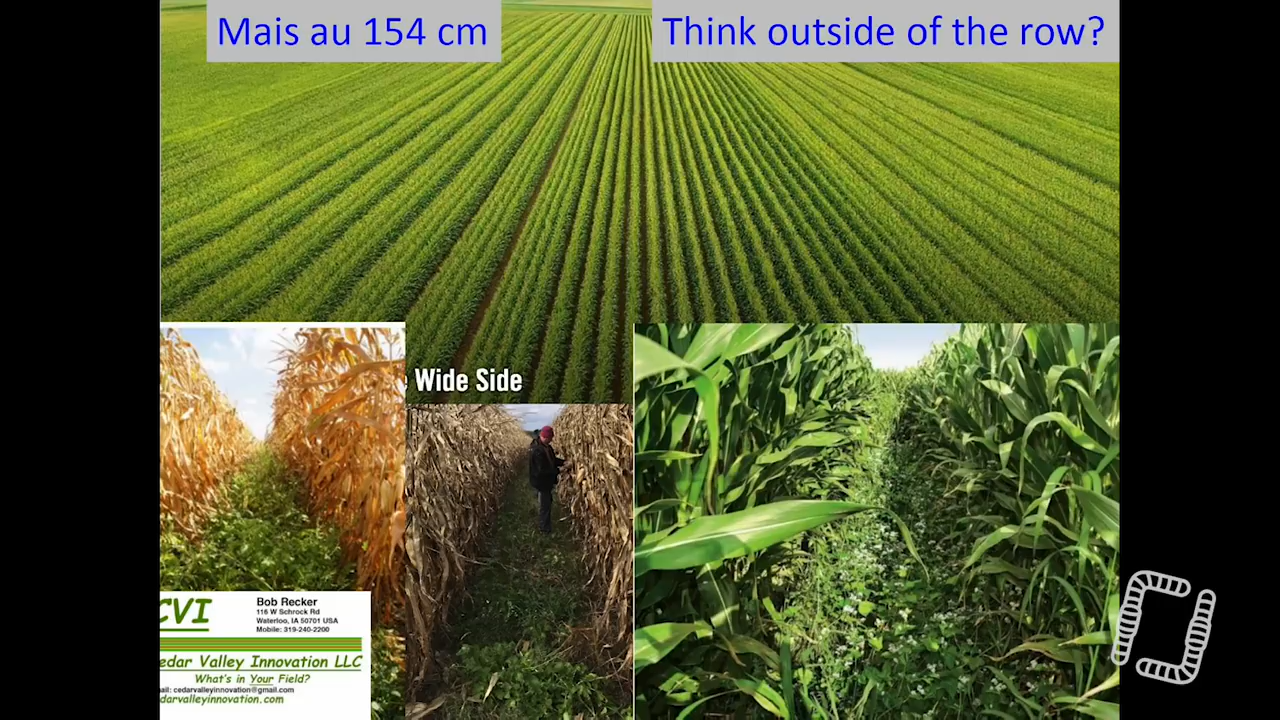 Mais au 154 cm
Think outside of the row?
Wide Side
CVI
Bob Recker
116 W Schrock Rd
Waterloo, IA 50701 USA
Mobile: 319-240-2200
edar Valley Innovation LLC
What's in Your Field?
ail: cedarvalleyinnovation@gmail.com
darvalleyinnovation.com